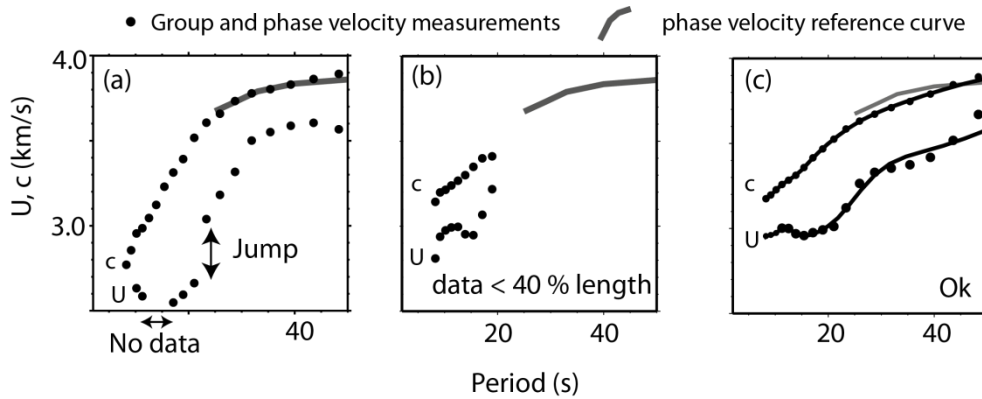 Group and phase velocity measurements
phase velocity reference curve
U, c (km/s)
4.0
3.0
(a)
c
U
Jump
No data
40
(b)
c
U
data < 40 % length
20
40
(c)
c
U
Ok
20
40
Period (s)